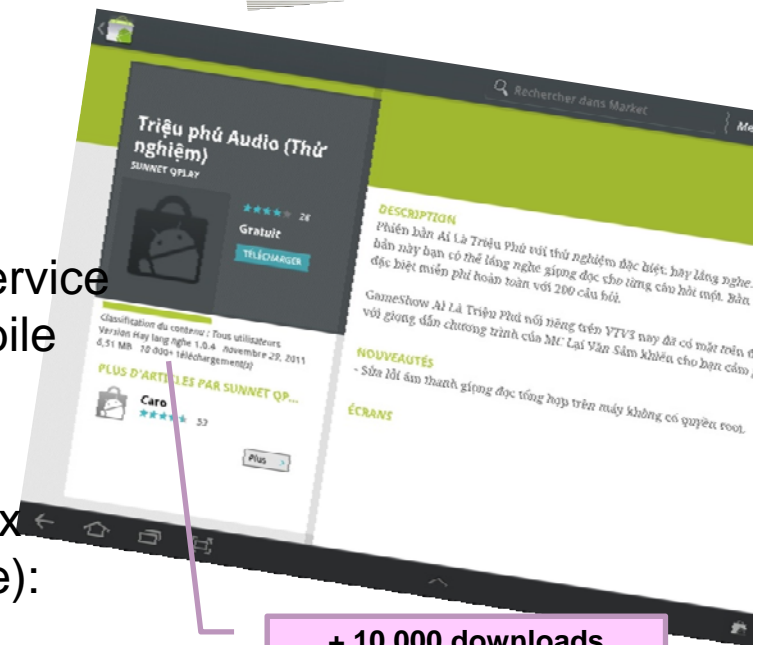 Rechercher dans Market
Me
Triệu phú Audio (Thử
nghiệm)
SUNNET QPLAY
26
Gratuit
TÉLÉCHARGER
Classification du contenu : Tous utilisateurs
Version Hay lang nghe 1.0.4 novembre 29, 2011
6,51 MB 10 000+ téléchargement(s)
PLUS D'ARTICLES PAR SUNNET QP...
Caro
53
Plus >
DESCRIPTION
Phiên bản Ai Là Triệu Phú với thử nghiệm đặc biệt: hãy lắng nghe.
bản này bạn có thể lắng nghe giọng đọc cho từng câu hỏi một. Bản
đặc biệt miễn phí hoàn toàn với 200 câu hỏi.
GameShow Ai Là Triệu Phú nổi tiếng trên VTV3 nay đã có mặt trên đ
với giọng dẫn chương trình của MC Lại Văn Sâm khiến cho bạn cảm
NOUVEAUTÉS
- Sửa lỗi âm thanh giọng đọc tổng hợp trên máy không có quyền root.
ÉCRANS
ervice
bile
x
e):
+ 10 000 downloads